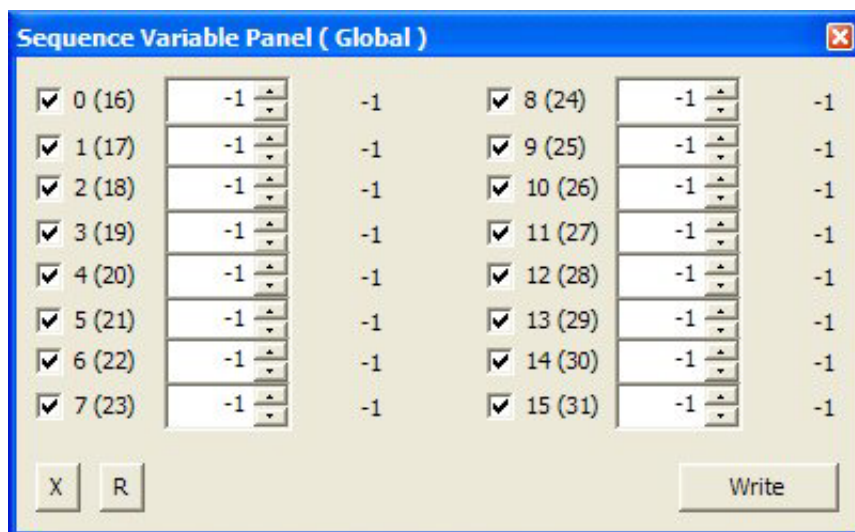 Sequence Variable Panel ( Global )
0 (16) -1 -1 8 (24) -1 -1
1 (17) -1 -1 9 (25) -1 -1
2 (18) -1 -1 10 (26) -1 -1
3 (19) -1 -1 11 (27) -1 -1
4 (20) -1 -1 12 (28) -1 -1
5 (21) -1 -1 13 (29) -1 -1
6 (22) -1 -1 14 (30) -1 -1
7 (23) -1 -1 15 (31) -1 -1
X R Write